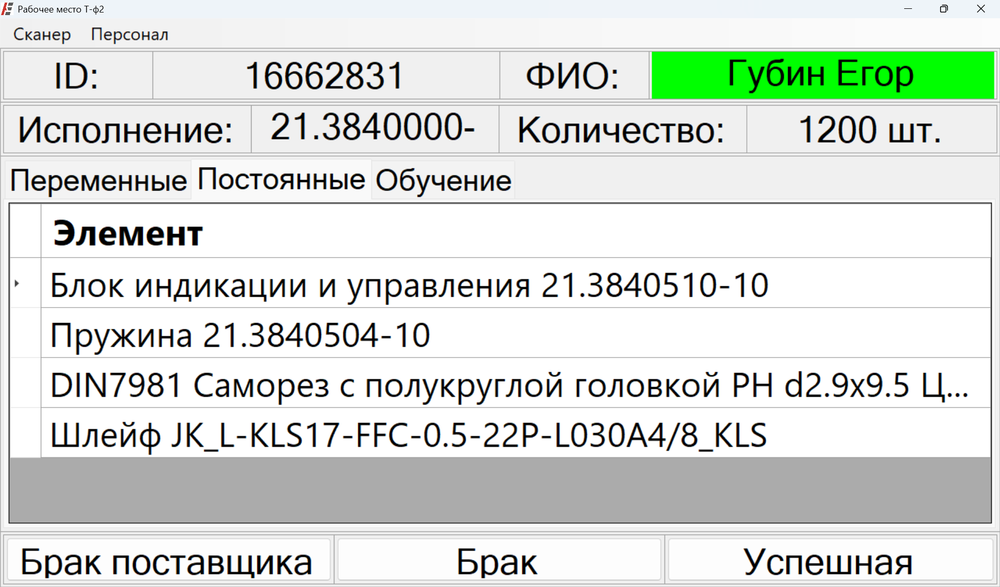 Рабочее место Т-ф2
Сканер Персонал
ID: 16662831 ФИО: Губин Егор
Исполнение: 21.3840000- Количество: 1200 шт.
Переменные Постоянные Обучение
Элемент
Блок индикации и управления 21.3840510-10
Пружина 21.3840504-10
DIN7981 Саморез с полукруглой головкой PH d2.9x9.5 Ц...
Шлейф JK_L-KLS17-FFC-0.5-22P-L030A4/8_KLS
Брак поставщика Брак Успешная